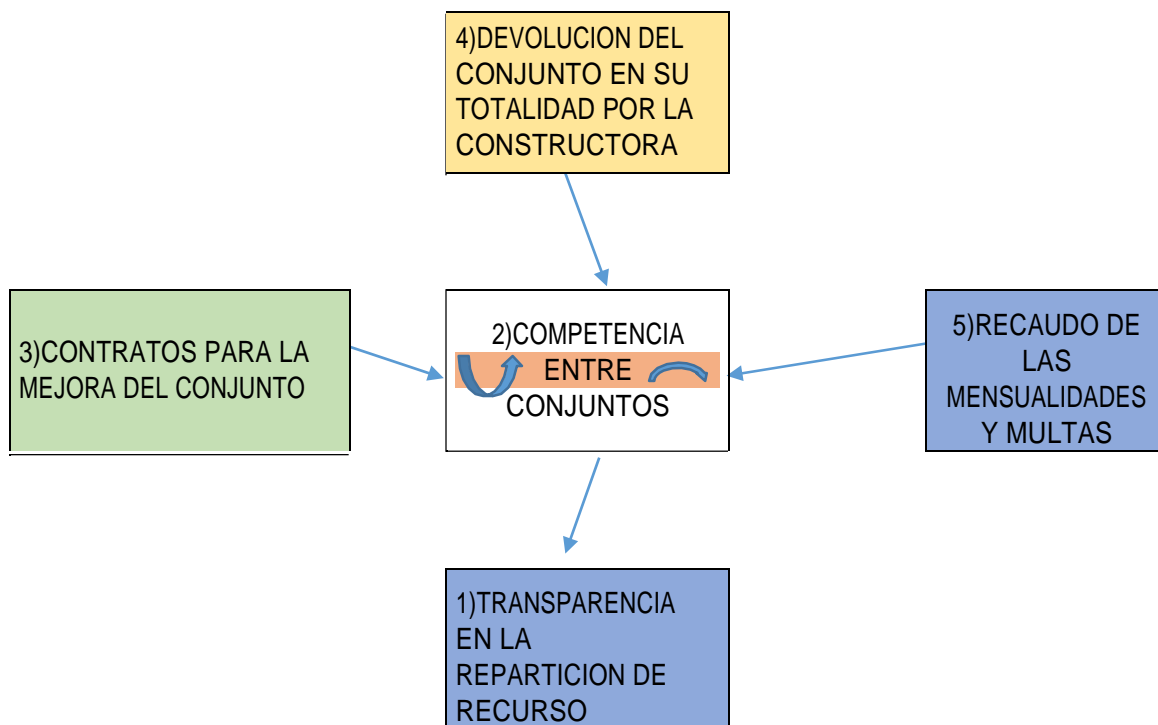 4)DEVOLUCION DEL
CONJUNTO EN SU
TOTALIDAD POR LA
CONSTRUCTORA
3)CONTRATOS PARA LA
MEJORA DEL CONJUNTO
2)COMPETENCIA
ENTRE
CONJUNTOS
5)RECAUDO DE
LAS
MENSUALIDADES
Y MULTAS
1)TRANSPARENCIA
EN LA
REPARTICION DE
RECURSO